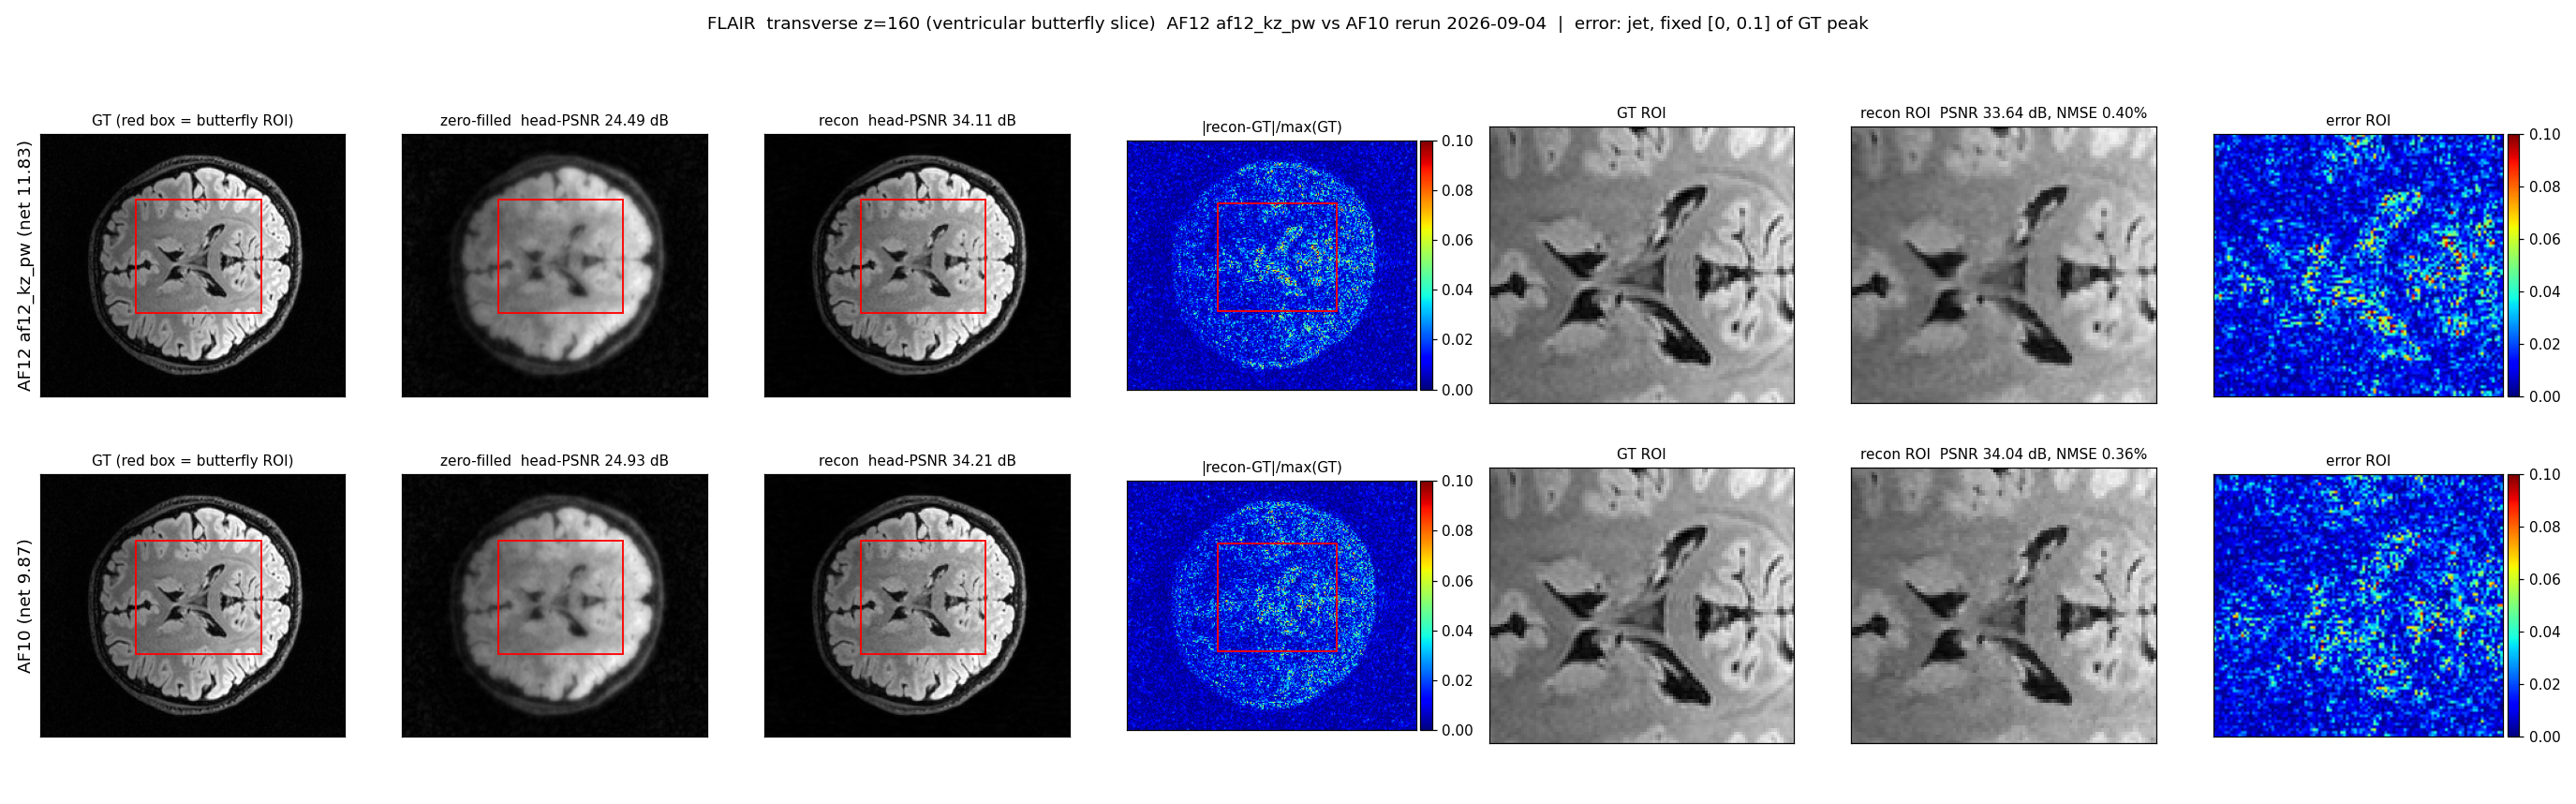 FLAIR  transverse z=160 (ventricular butterfly slice)  AF12 af12_kz_pw vs AF10 rerun 2026-09-04  |  error: jet, fixed [0, 0.1] of GT peak
AF12 af12_kz_pw (net 11.83)
GT (red box = butterfly ROI)
zero-filled  head-PSNR 24.49 dB
recon  head-PSNR 34.11 dB
|recon-GT|/max(GT)
0.10
0.08
0.06
0.04
0.02
0.00
GT ROI
recon ROI  PSNR 33.64 dB, NMSE 0.40%
error ROI
0.10
0.08
0.06
0.04
0.02
0.00
AF10 (net 9.87)
GT (red box = butterfly ROI)
zero-filled  head-PSNR 24.93 dB
recon  head-PSNR 34.21 dB
|recon-GT|/max(GT)
0.10
0.08
0.06
0.04
0.02
0.00
GT ROI
recon ROI  PSNR 34.04 dB, NMSE 0.36%
error ROI
0.10
0.08
0.06
0.04
0.02
0.00